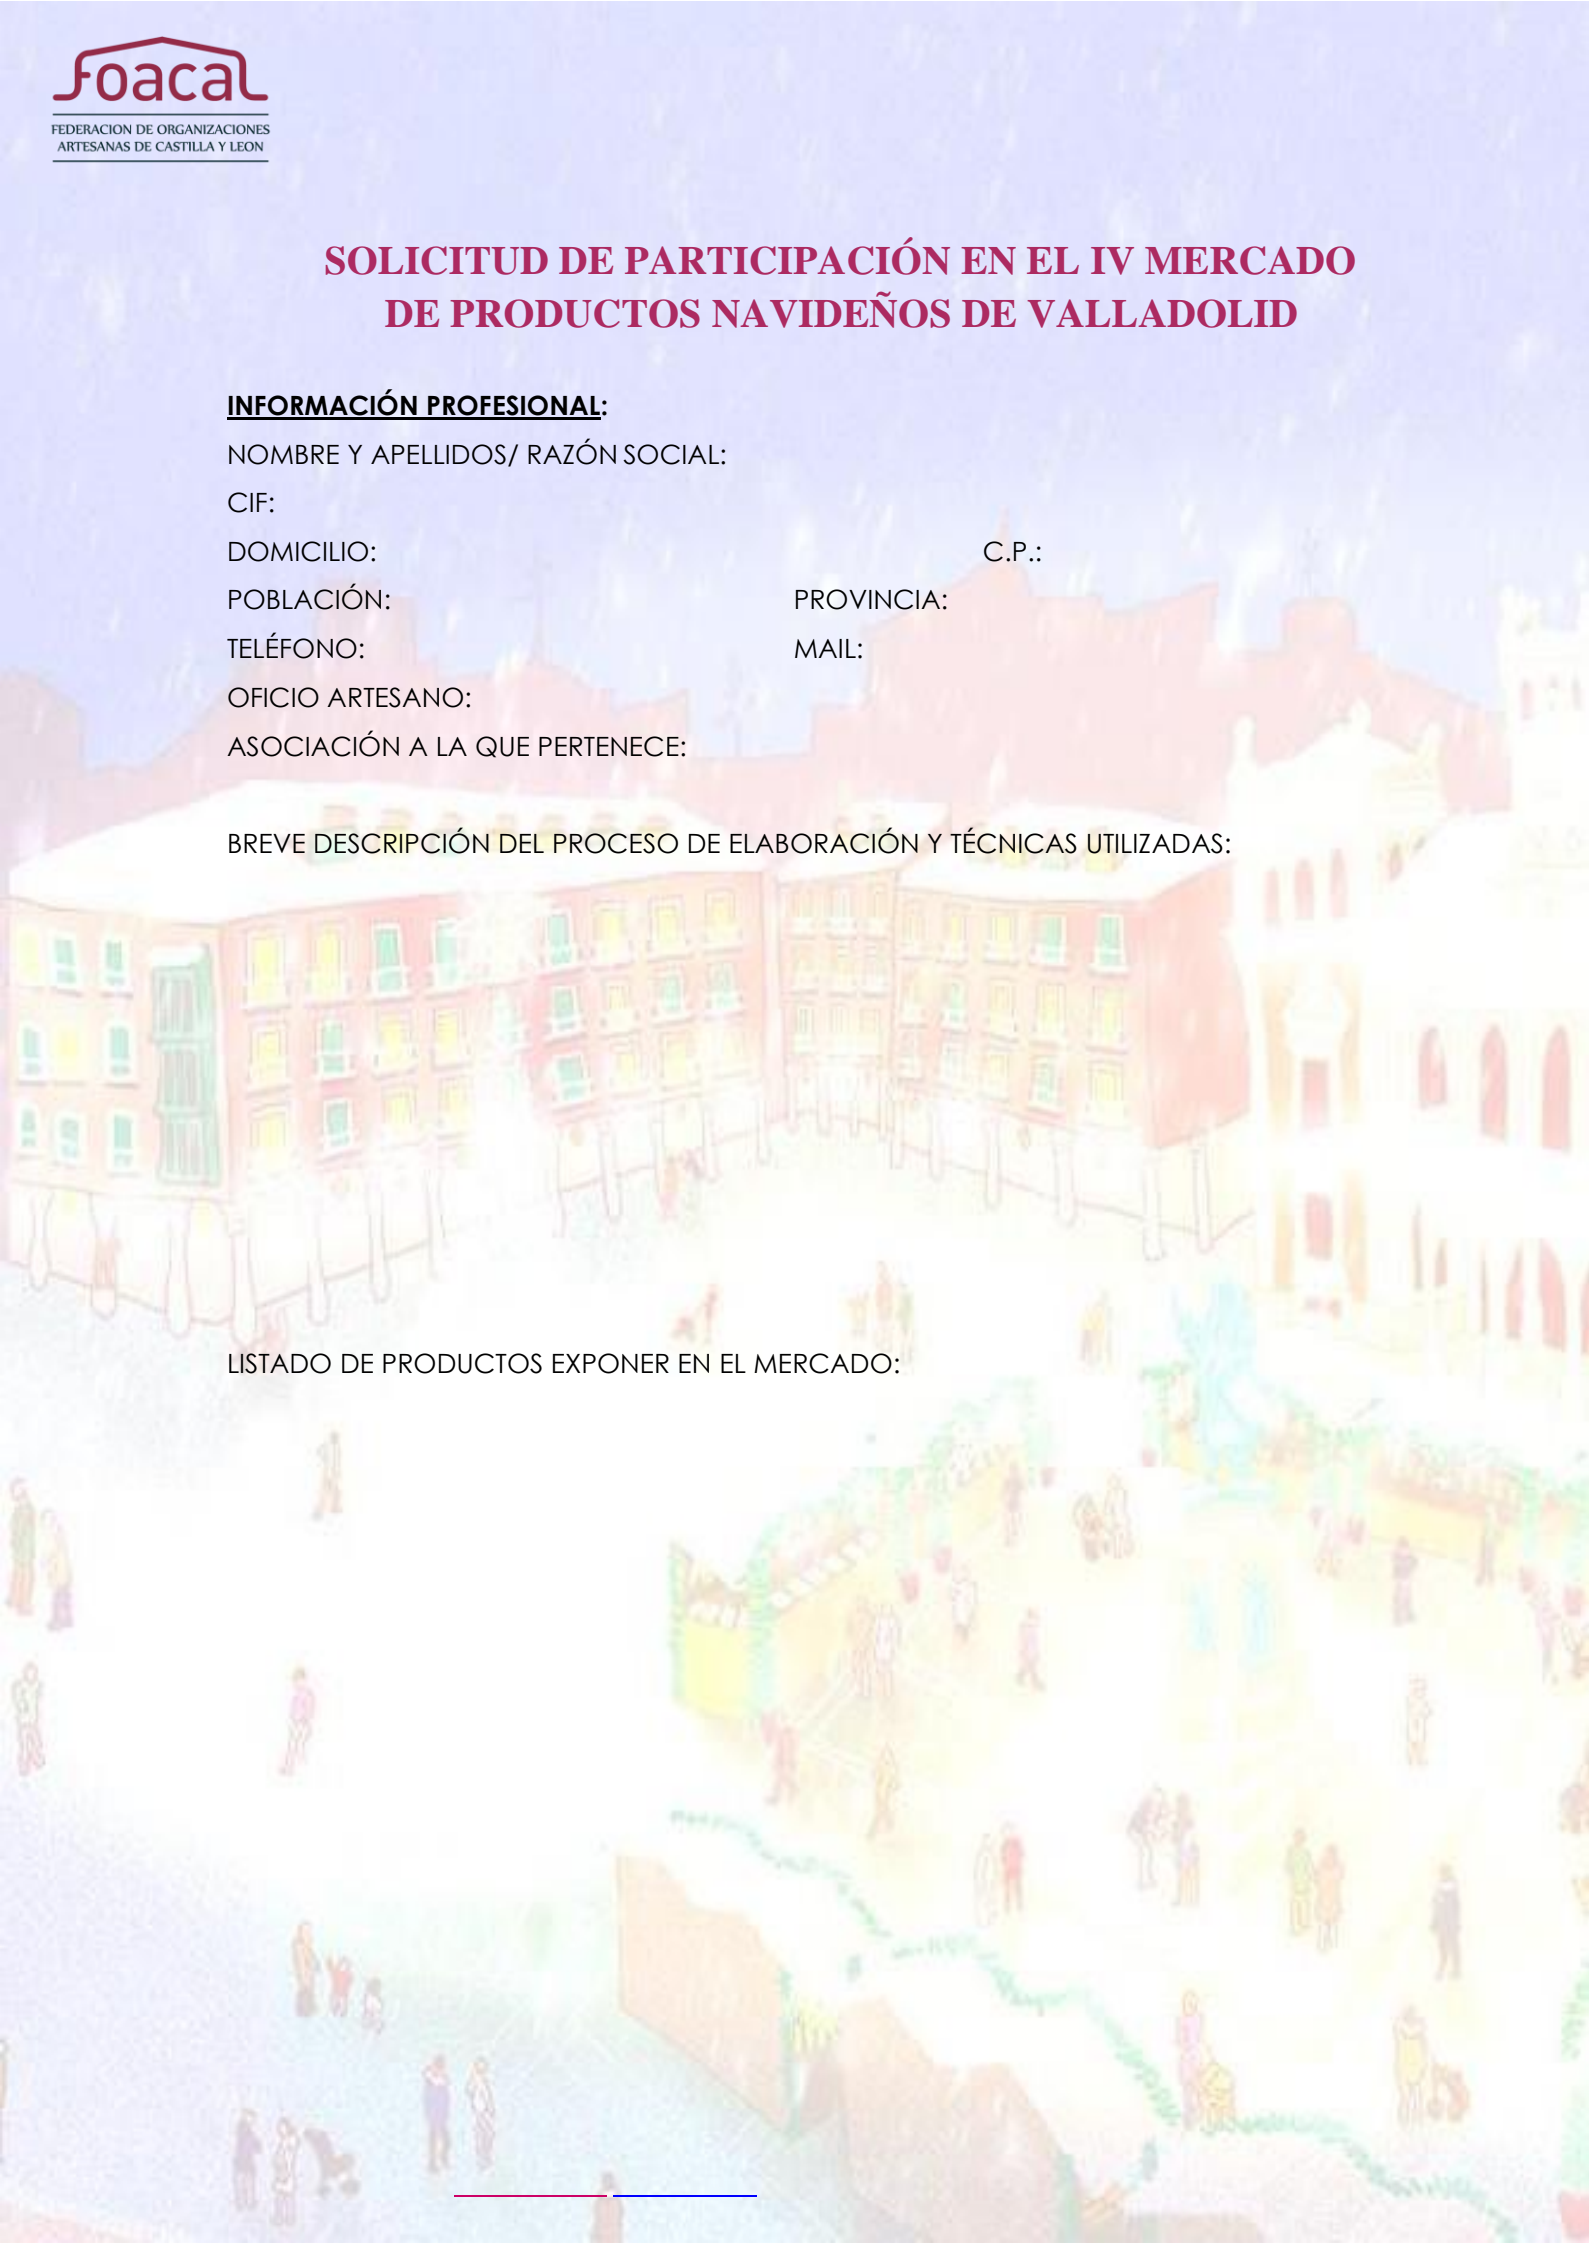 foacal
FEDERACION DE ORGANIZACIONES
ARTESANAS DE CASTILLA Y LEON
SOLICITUD DE PARTICIPACIÓN EN EL IV MERCADO
DE PRODUCTOS NAVIDEÑOS DE VALLADOLID
INFORMACIÓN PROFESIONAL:
NOMBRE Y APELLIDOS/ RAZÓN SOCIAL:
CIF:
DOMICILIO: C.P.:
POBLACIÓN: PROVINCIA:
TELÉFONO: MAIL:
OFICIO ARTESANO:
ASOCIACIÓN A LA QUE PERTENECE:
BREVE DESCRIPCIÓN DEL PROCESO DE ELABORACIÓN Y TÉCNICAS UTILIZADAS:
LISTADO DE PRODUCTOS EXPONER EN EL MERCADO: